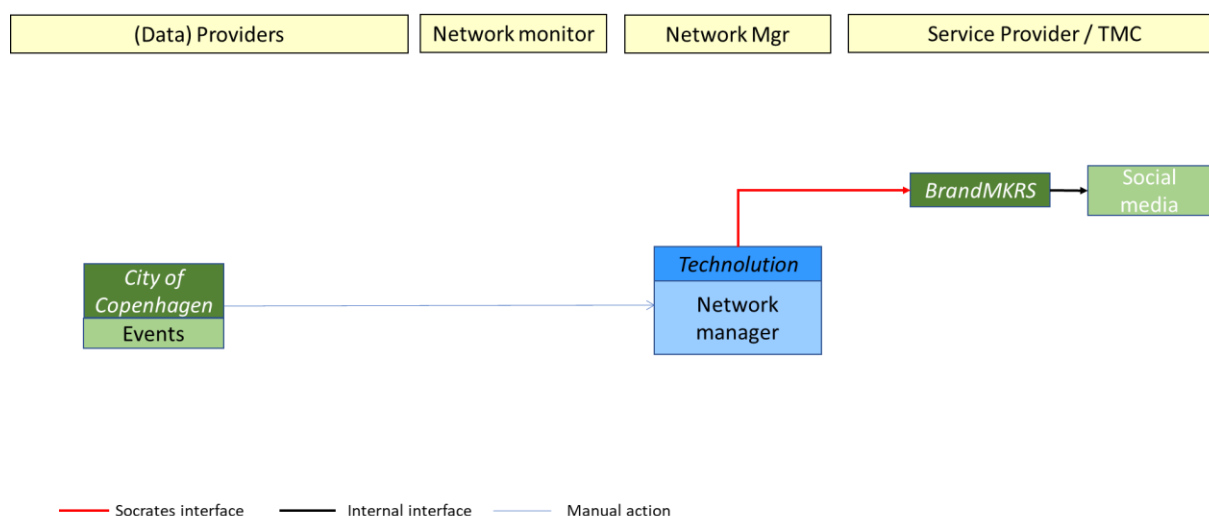 (Data) Providers
Network monitor
Network Mgr
Service Provider / TMC
BrandMKRS
Social
media
Technolution
Network
manager
City of
Copenhagen
Events
Socrates interface
Internal interface
Manual action